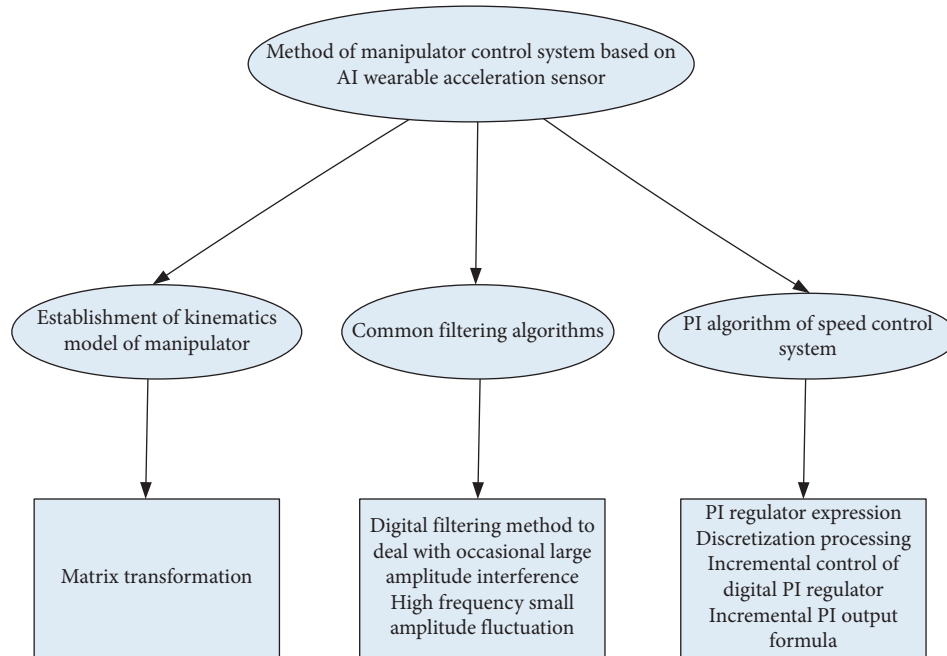 Method of manipulator control system based on
AI wearable acceleration sensor
Establishment of kinematics
model of manipulator
Common filtering algorithms
PI algorithm of speed control
system
Matrix transformation
Digital filtering method to
deal with occasional large
amplitude interference
High frequency small
amplitude fluctuation
PI regulator expression
Discretization processing
Incremental control of
digital PI regulator
Incremental PI output
formula